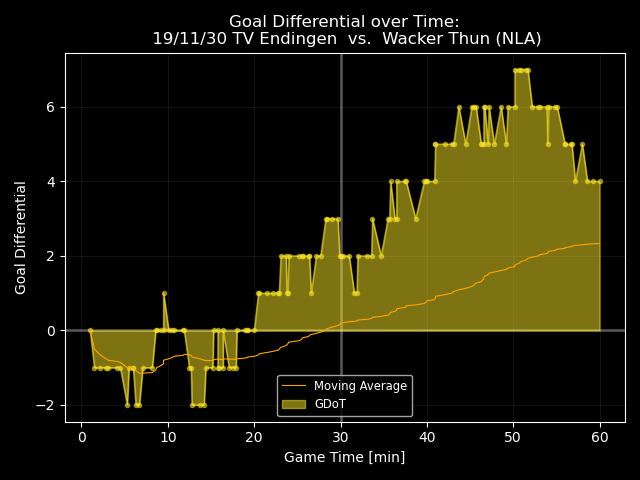 Goal Differential over Time:
19/11/30 TV Endingen  vs.  Wacker Thun (NLA)
Goal Differential
6
4
2
0
−2
Moving Average
GDoT
0
10
20
30
40
50
60
Game Time [min]